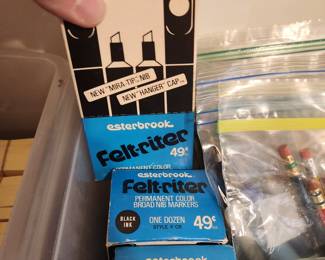 NEW "MIRA-TIP" NIB
NEW "HANGER" CAP
esterbrook
felt-riter
49¢
PERMANENT COLOR
esterbrook
felt-riter
PERMANENT COLOR
BROAD NIB MARKERS
BLACK
INK
ONE DOZEN
49¢
esterbrook